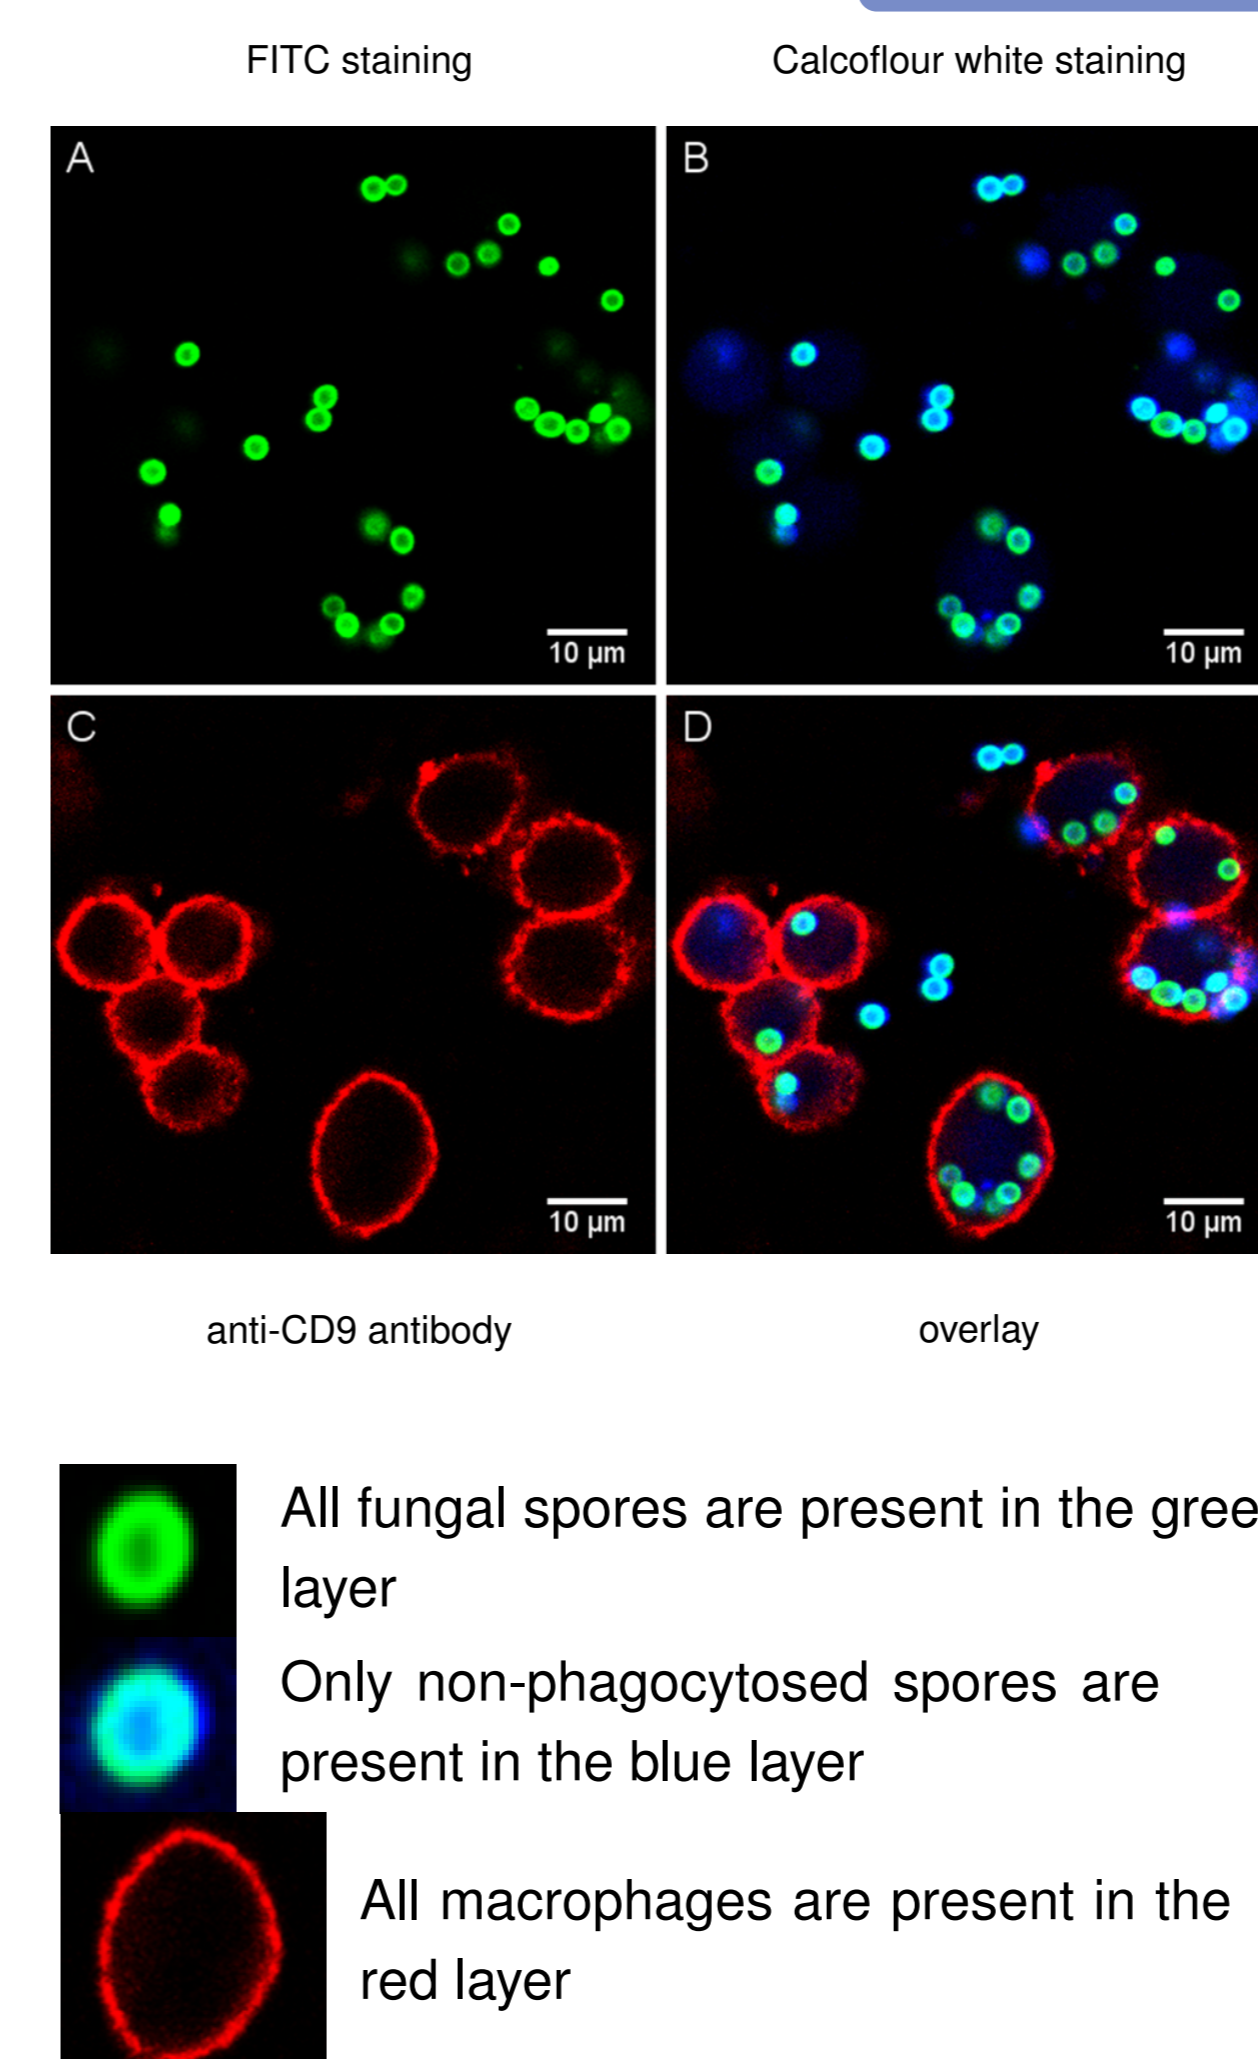 FITC staining
Calcoflour white staining
A
B
10 µm
10 µm
C
D
10 µm
10 µm
anti-CD9 antibody
overlay
All fungal spores are present in the gree
layer
Only non-phagocytosed spores are
present in the blue layer
All macrophages are present in the
red layer